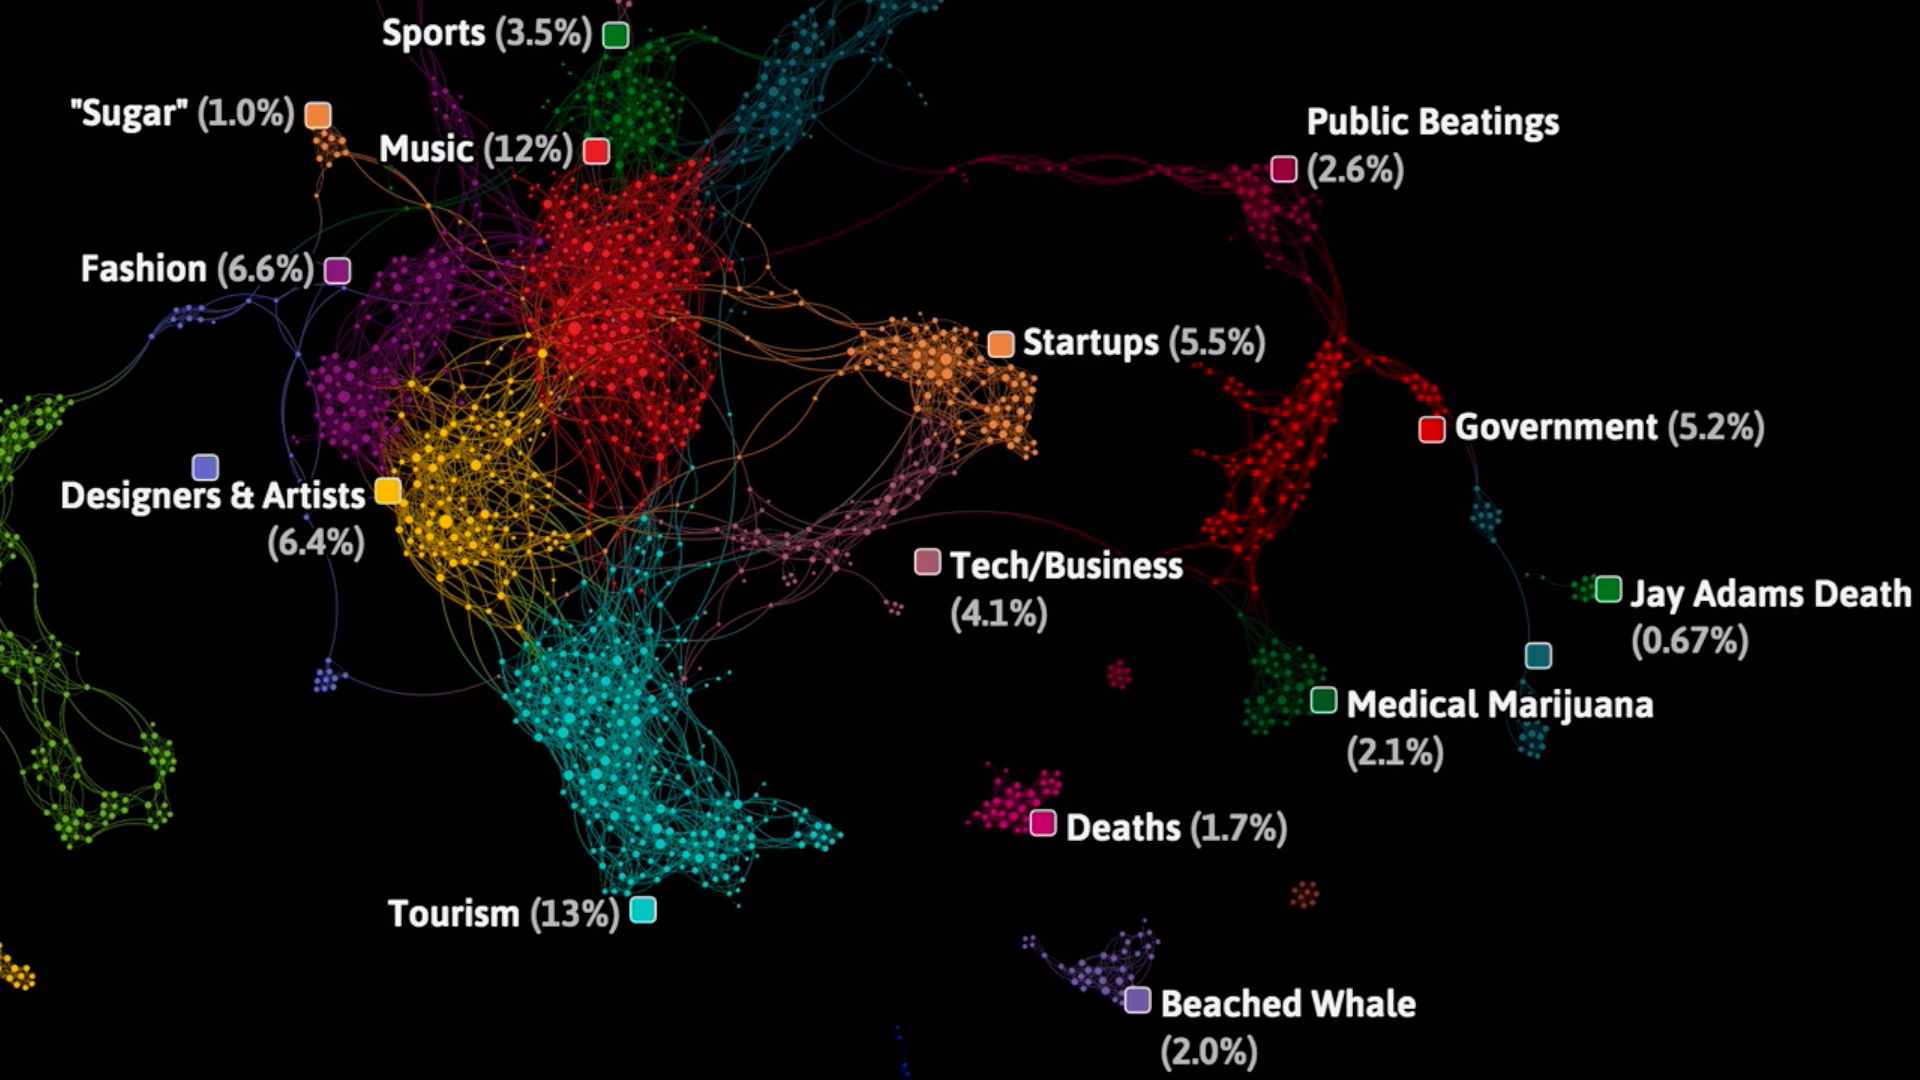 Sports (3.5%)
"Sugar" (1.0%)
Music (12%)
Public Beatings
(2.6%)
Fashion (6.6%)
Startups (5.5%)
Government (5.2%)
Designers & Artists
(6.4%)
Tech/Business
(4.1%)
Jay Adams Death
(0.67%)
Medical Marijuana
(2.1%)
Deaths (1.7%)
Tourism (13%)
Beached Whale
(2.0%)